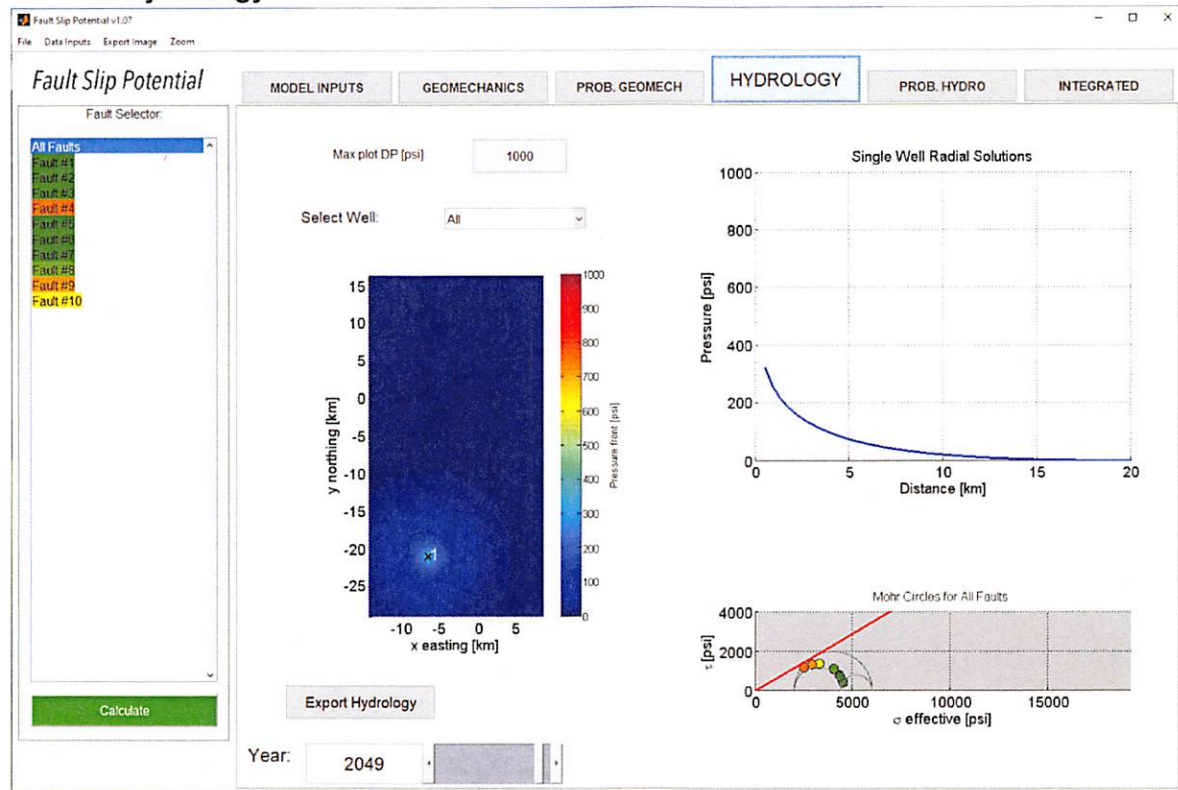 Fault Slip Potential v1.07
File Data Inputs Export Image Zoom
Fault Slip Potential
MODEL INPUTS
GEOMECHANICS
PROB. GEOMECH
HYDROLOGY
PROB. HYDRO
INTEGRATED
Fault Selector:
All Faults
Fault #1
Fault #2
Fault #3
Fault #4
Fault #5
Fault #6
Fault #7
Fault #8
Fault #9
Fault #10
Calculate
Max plot DP [psi]
1000
Select Well:
All
15
10
5
0
-5
-10
-15
-20
-25
y northing [km]
-10 -5 0 5
x easting [km]
1000
900
800
700
600
500
400
300
200
100
0
Pressure front [psi]
Export Hydrology
Year:
2049
Single Well Radial Solutions
1000
800
600
400
200
0
Pressure [psi]
0 5 10 15 20
Distance [km]
Mohr Circles for All Faults
4000
2000
0
τ [psi]
0 5000 10000 15000
σ effective [psi]